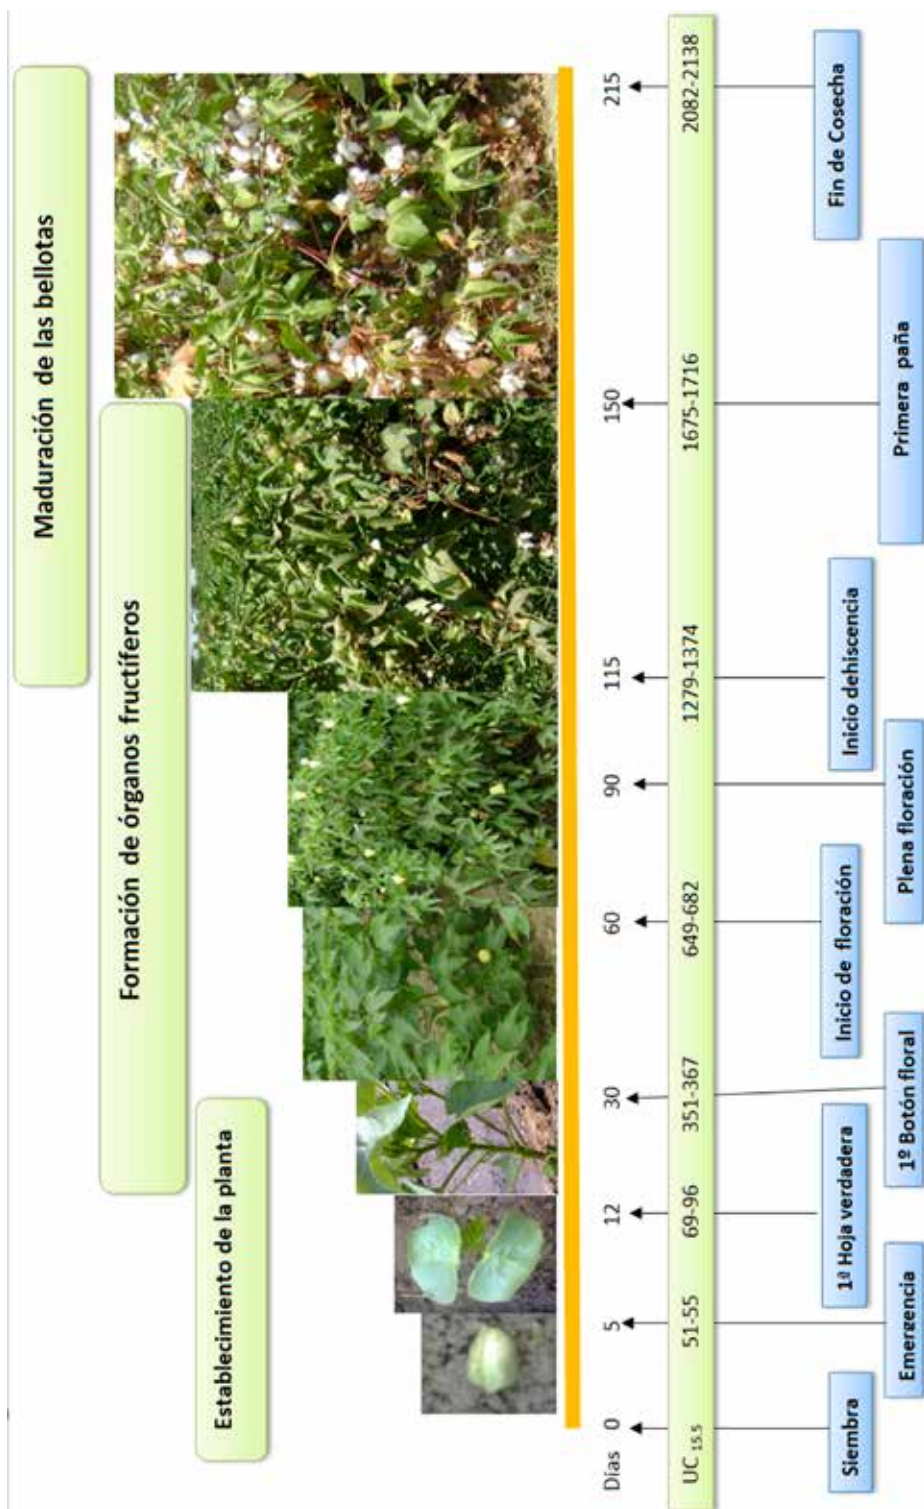 Maduración de las bellotas
Formación de órganos fructíferos
Establecimiento de la planta
Días 0 5 12 30 60 90 115 150 215
UC 15.5 51-55 69-96 351-367 649-682 1279-1374 1675-1716 2082-2138
Siembra
Emergencia
1ª Hoja verdadera
1º Botón floral
Inicio de floración
Plena floración
Inicio dehiscencia
Primera paña
Fin de Cosecha